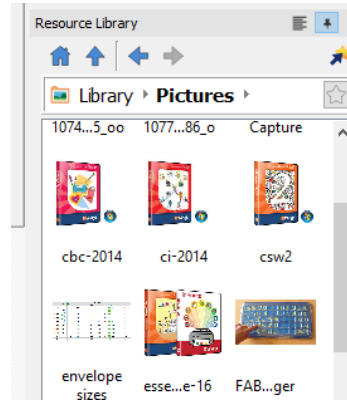 Resource Library
Library Pictures
1074...5_oo 1077...86_o Capture
cbc-2014 ci-2014 csw2
envelope sizes esse...e-16 FAB...ger